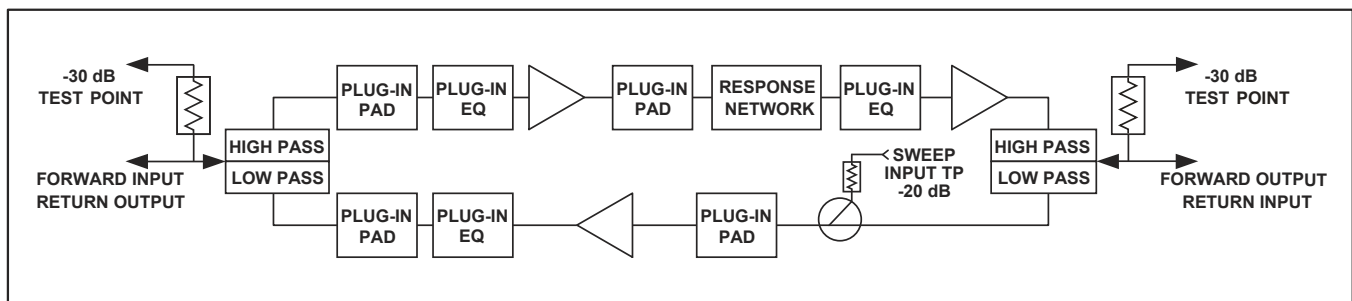 -30 dB
TEST POINT
FORWARD INPUT
RETURN OUTPUT
HIGH PASS
LOW PASS
PLUG-IN
PAD
PLUG-IN
EQ
PLUG-IN
PAD
RESPONSE
NETWORK
PLUG-IN
EQ
PLUG-IN
PAD
PLUG-IN
EQ
PLUG-IN
PAD
SWEEP
INPUT TP
-20 dB
HIGH PASS
LOW PASS
-30 dB
TEST POINT
FORWARD OUTPUT
RETURN INPUT